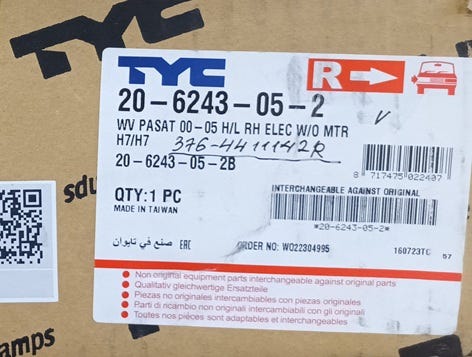 TYC
TYC
R
20-6243-05-2
V
WV PASAT 00-05 H/L RH ELEC W/O MTR
H7/H7
20-6243-05-2B
8 717475 022407
QTY:1 PC
MADE IN TAIWAN
INTERCHANGEABLE AGAINST ORIGINAL
*20-6243-05-2*
صنع في تايوان
EAC
ORDER NO: WO22304995
160723TC
57
Non original equipment parts interchangeable against original parts
Qualitativ gleichwertige Ersatzteile
Piezas no originales intercambiables con piezas originales
Parti di ricambio non originali intercambiabili con gli originali
Toutes nos pièces sont adaptables et interchangeables
amps